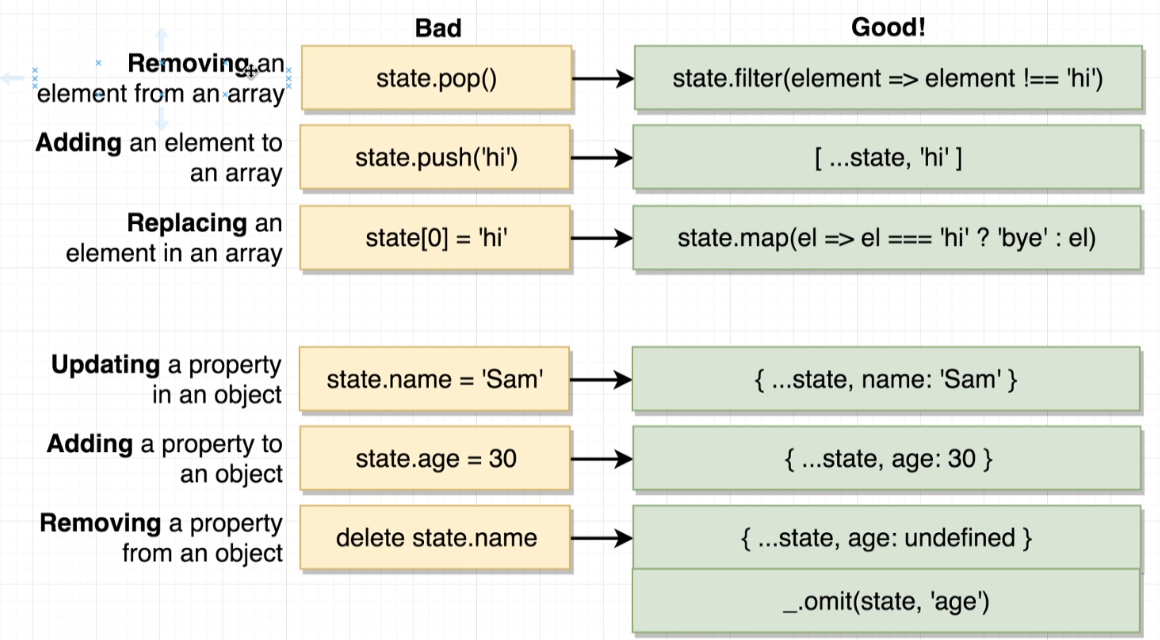 Bad
Good!
Removing an
element from an array
state.pop()
state.filter(element => element !== 'hi')
Adding an element to
an array
state.push('hi')
[ ...state, 'hi' ]
Replacing an
element in an array
state[0] = 'hi'
state.map(el => el === 'hi' ? 'bye' : el)
Updating a property
in an object
state.name = 'Sam'
{ ...state, name: 'Sam' }
Adding a property to
an object
state.age = 30
{ ...state, age: 30 }
Removing a property
from an object
delete state.name
{ ...state, age: undefined }
_.omit(state, 'age')